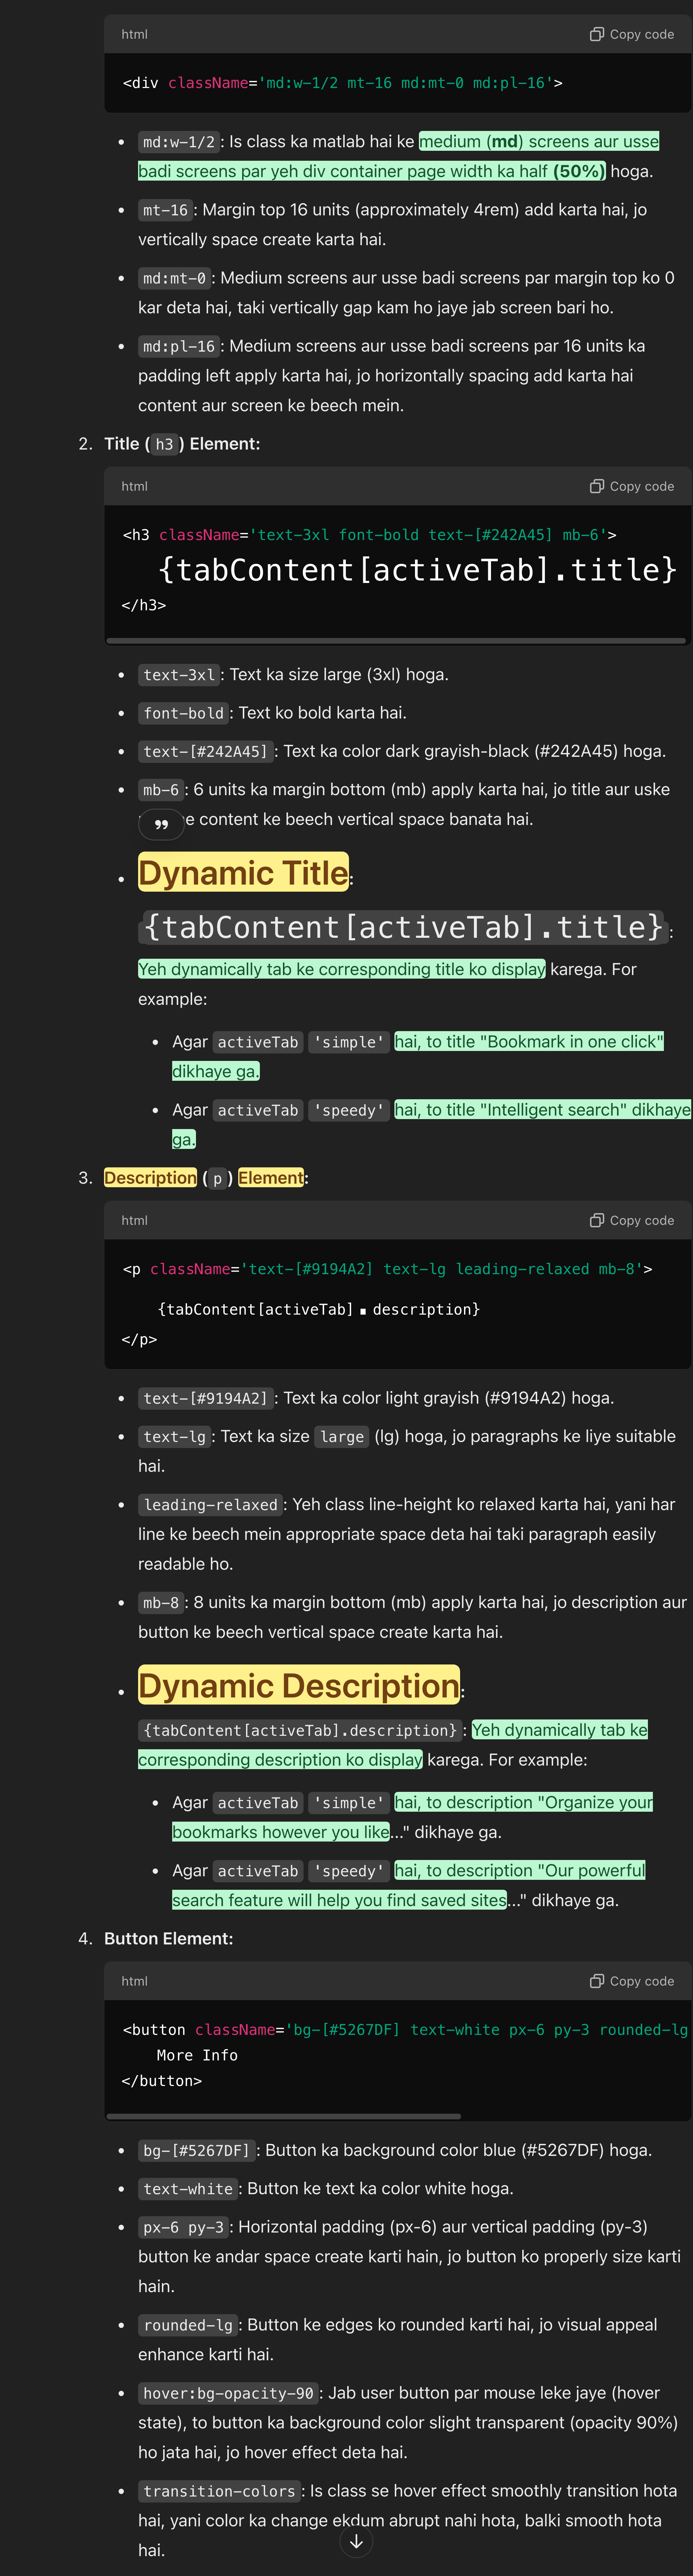 html
Copy code
<div className='md:w-1/2 mt-16 md:mt-0 md:pl-16'>
• md:w-1/2: Is class ka matlab hai ke medium (md) screens aur usse
badi screens par yeh div container page width ka half (50%) hoga.
• mt-16: Margin top 16 units (approximately 4rem) add karta hai, jo
vertically space create karta hai.
• md:mt-0: Medium screens aur usse badi screens par margin top ko 0
kar deta hai, taki vertically gap kam ho jaye jab screen bari ho.
• md:pl-16: Medium screens aur usse badi screens par 16 units ka
padding left apply karta hai, jo horizontally spacing add karta hai
content aur screen ke beech mein.
2. Title (h3) Element:
html
Copy code
<h3 className='text-3xl font-bold text-[#242A45] mb-6'>
{tabContent[activeTab].title}
</h3>
• text-3xl: Text ka size large (3xl) hoga.
• font-bold: Text ko bold karta hai.
• text-[#242A45]: Text ka color dark grayish-black (#242A45) hoga.
• mb-6: 6 units ka margin bottom (mb) apply karta hai, jo title aur uske
content ke beech vertical space banata hai.
• Dynamic Title:
{tabContent[activeTab].title}:
Yeh dynamically tab ke corresponding title ko display karega. For
example:
• Agar activeTab 'simple' hai, to title "Bookmark in one click"
dikhaye ga.
• Agar activeTab 'speedy' hai, to title "Intelligent search" dikhaye
ga.
3. Description (p) Element:
html
Copy code
<p className='text-[#9194A2] text-lg leading-relaxed mb-8'>
{tabContent[activeTab].description}
</p>
• text-[#9194A2]: Text ka color light grayish (#9194A2) hoga.
• text-lg: Text ka size large (lg) hoga, jo paragraphs ke liye suitable
hai.
• leading-relaxed: Yeh class line-height ko relaxed karta hai, yani har
line ke beech mein appropriate space deta hai taki paragraph easily
readable ho.
• mb-8: 8 units ka margin bottom (mb) apply karta hai, jo description aur
button ke beech vertical space create karta hai.
• Dynamic Description:
{tabContent[activeTab].description}: Yeh dynamically tab ke
corresponding description ko display karega. For example:
• Agar activeTab 'simple' hai, to description "Organize your
bookmarks however you like..." dikhaye ga.
• Agar activeTab 'speedy' hai, to description "Our powerful
search feature will help you find saved sites..." dikhaye ga.
4. Button Element:
html
Copy code
<button className='bg-[#5267DF] text-white px-6 py-3 rounded-lg
More Info
</button>
• bg-[#5267DF]: Button ka background color blue (#5267DF) hoga.
• text-white: Button ke text ka color white hoga.
• px-6 py-3: Horizontal padding (px-6) aur vertical padding (py-3)
button ke andar space create karti hain, jo button ko properly size karti
hain.
• rounded-lg: Button ke edges ko rounded karti hai, jo visual appeal
enhance karti hai.
• hover:bg-opacity-90: Jab user button par mouse leke jaye (hover
state), to button ka background color slight transparent (opacity 90%)
ho jata hai, jo hover effect deta hai.
• transition-colors: Is class se hover effect smoothly transition hota
hai, yani color ka change ekdum abrupt nahi hota, balki smooth hota
hai.